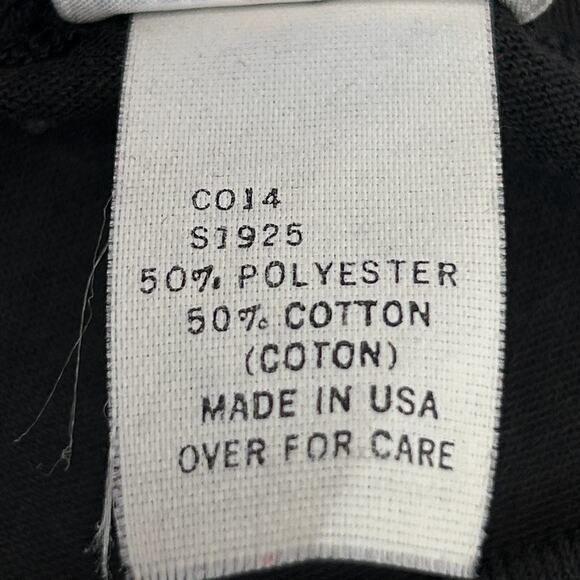 CO14
S1925
50% POLYESTER
50% COTTON
(COTON)
MADE IN USA
OVER FOR CARE